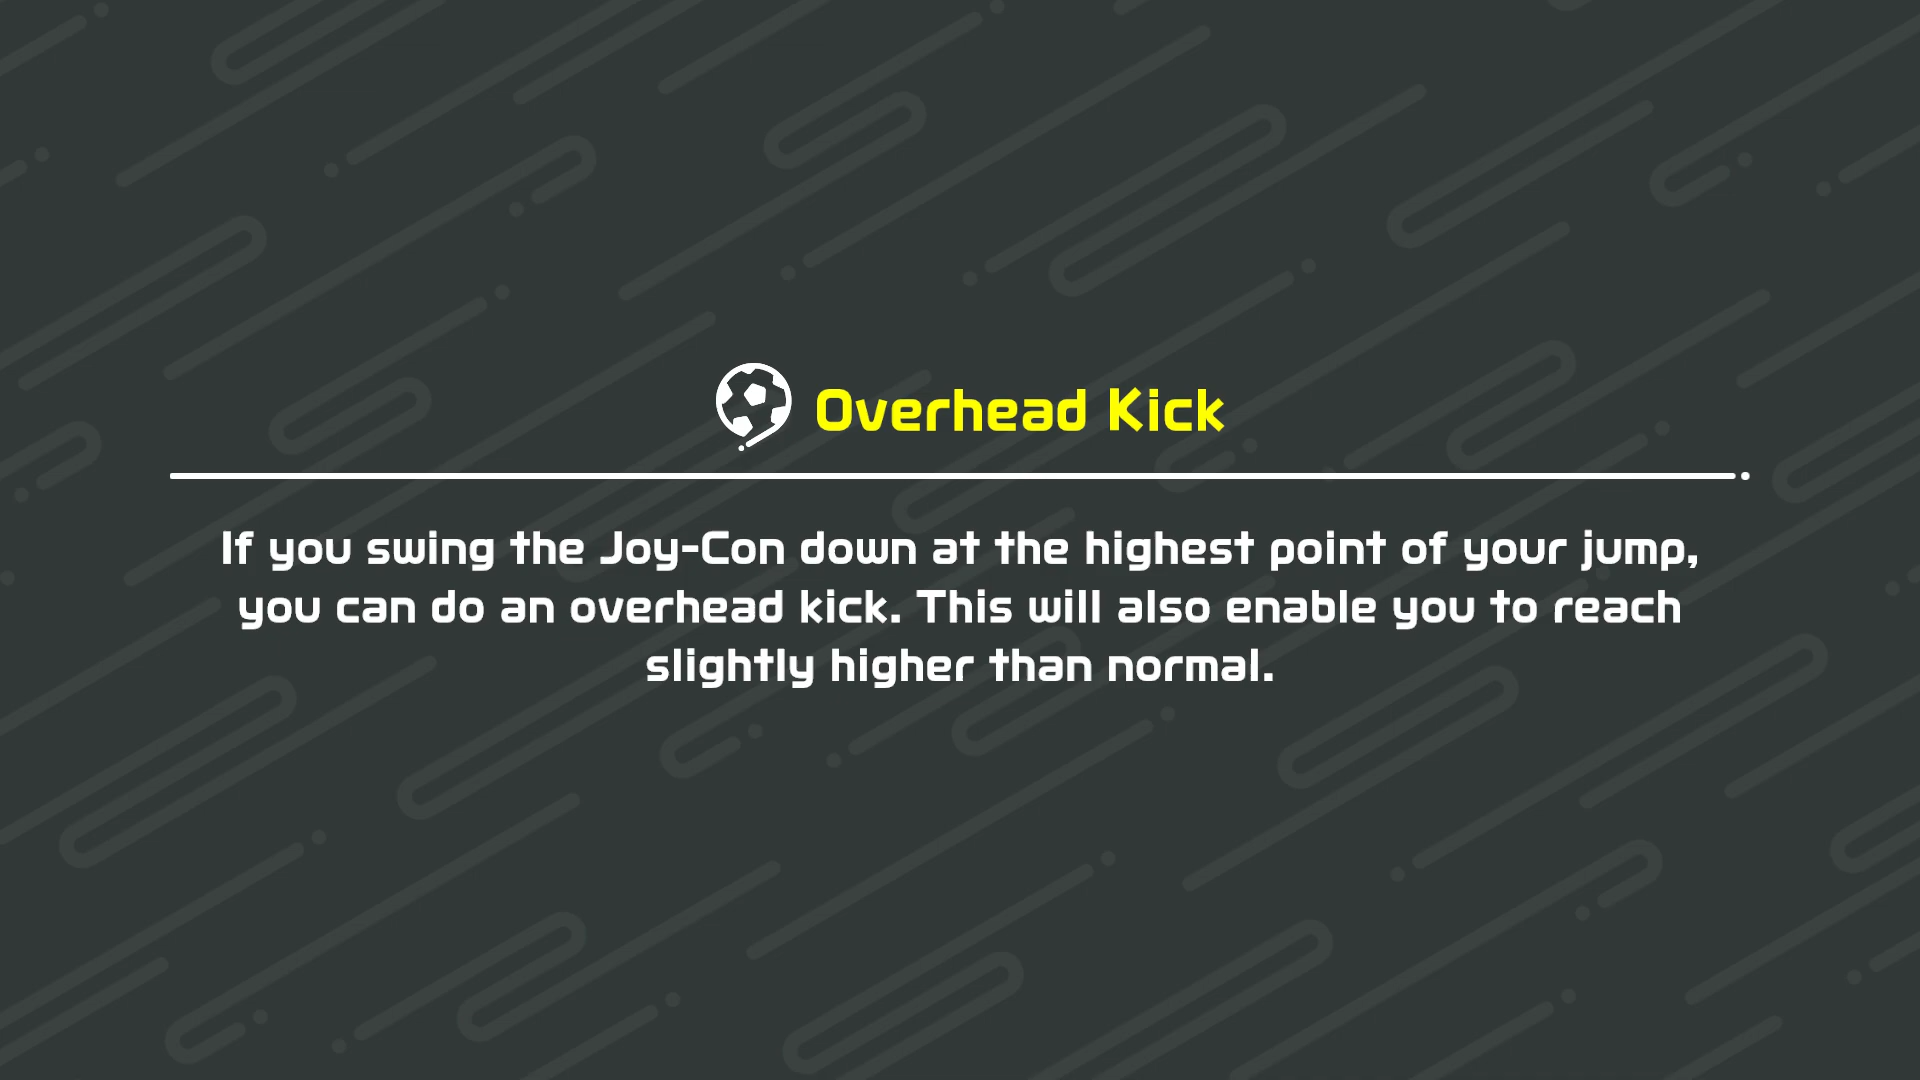 Overhead Kick
If you swing the Joy-Con down at the highest point of your jump,
you can do an overhead kick. This will also enable you to reach
slightly higher than normal.